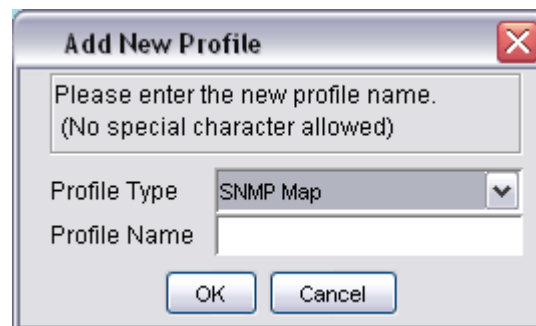 Add New Profile
Please enter the new profile name.
(No special character allowed)
Profile Type SNMP Map
Profile Name
OK Cancel